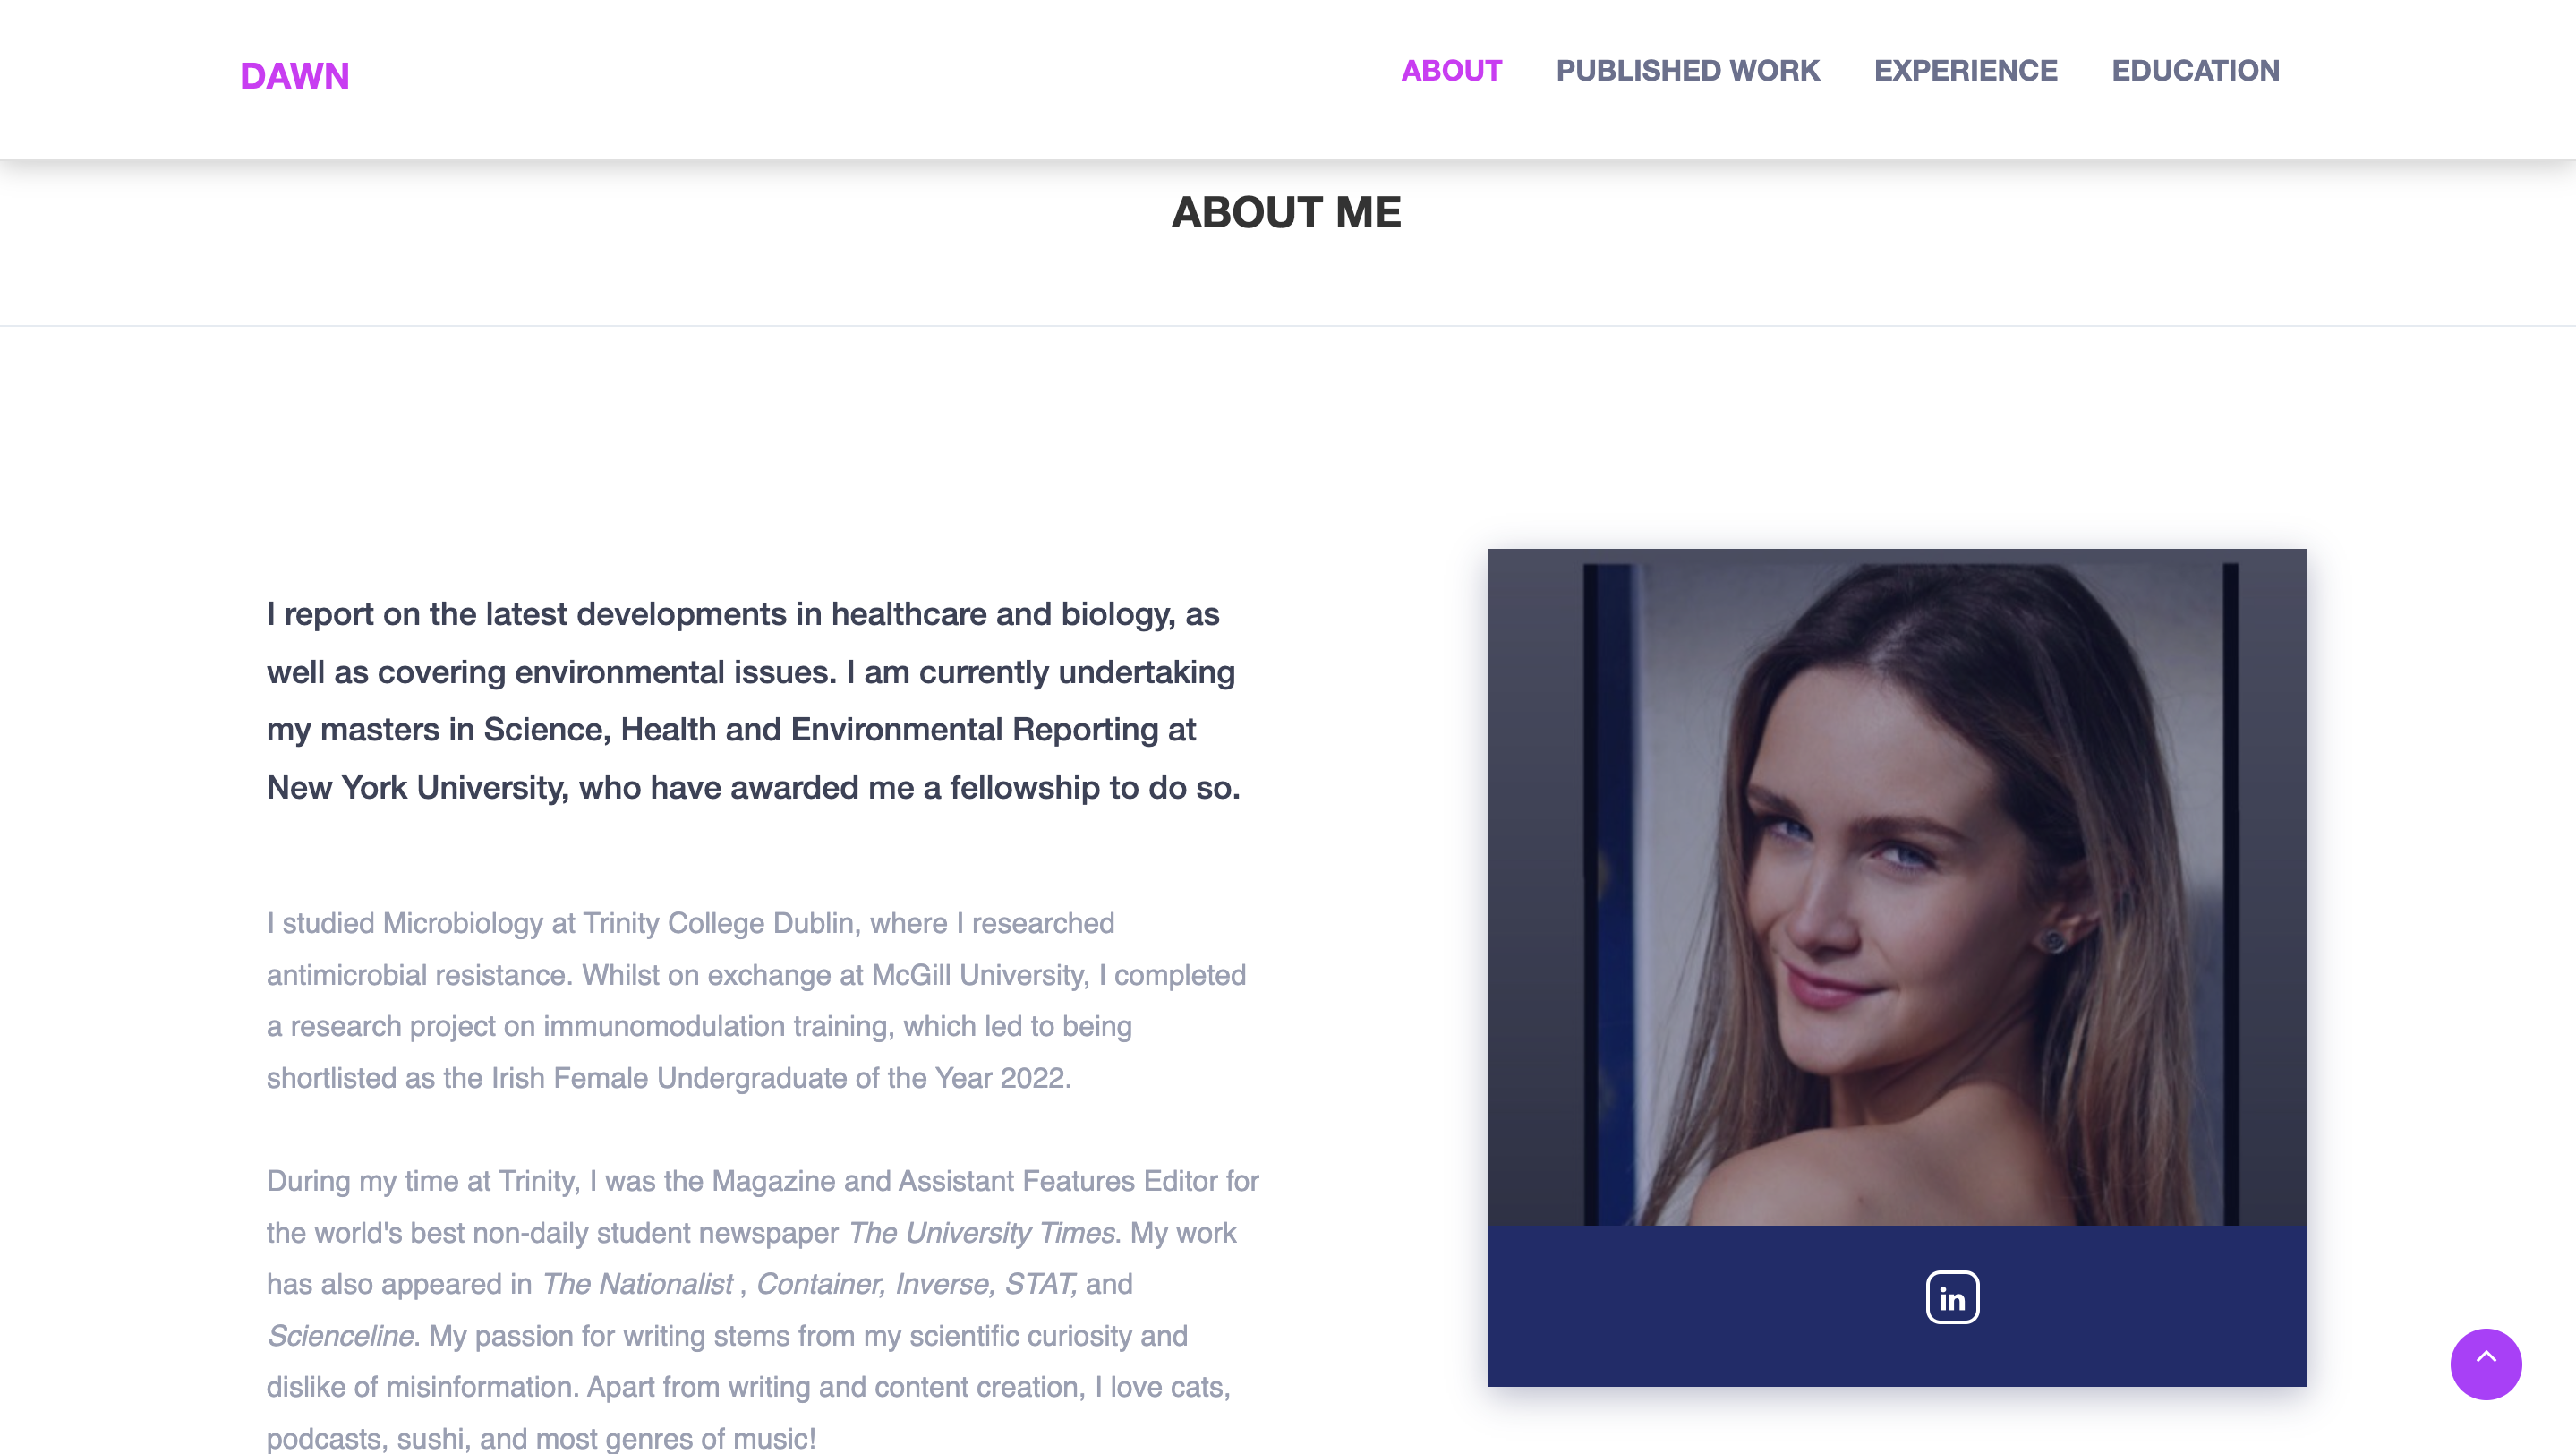 DAWN
ABOUT
PUBLISHED WORK
EXPERIENCE
EDUCATION
ABOUT ME
I report on the latest developments in healthcare and biology, as
well as covering environmental issues. I am currently undertaking
my masters in Science, Health and Environmental Reporting at
New York University, who have awarded me a fellowship to do so.
I studied Microbiology at Trinity College Dublin, where I researched
antimicrobial resistance. Whilst on exchange at McGill University, I completed
a research project on immunomodulation training, which led to being
shortlisted as the Irish Female Undergraduate of the Year 2022.
During my time at Trinity, I was the Magazine and Assistant Features Editor for
the world's best non-daily student newspaper The University Times. My work
has also appeared in The Nationalist , Container, Inverse, STAT, and
Scienceline. My passion for writing stems from my scientific curiosity and
dislike of misinformation. Apart from writing and content creation, I love cats,
podcasts, sushi, and most genres of music!
in